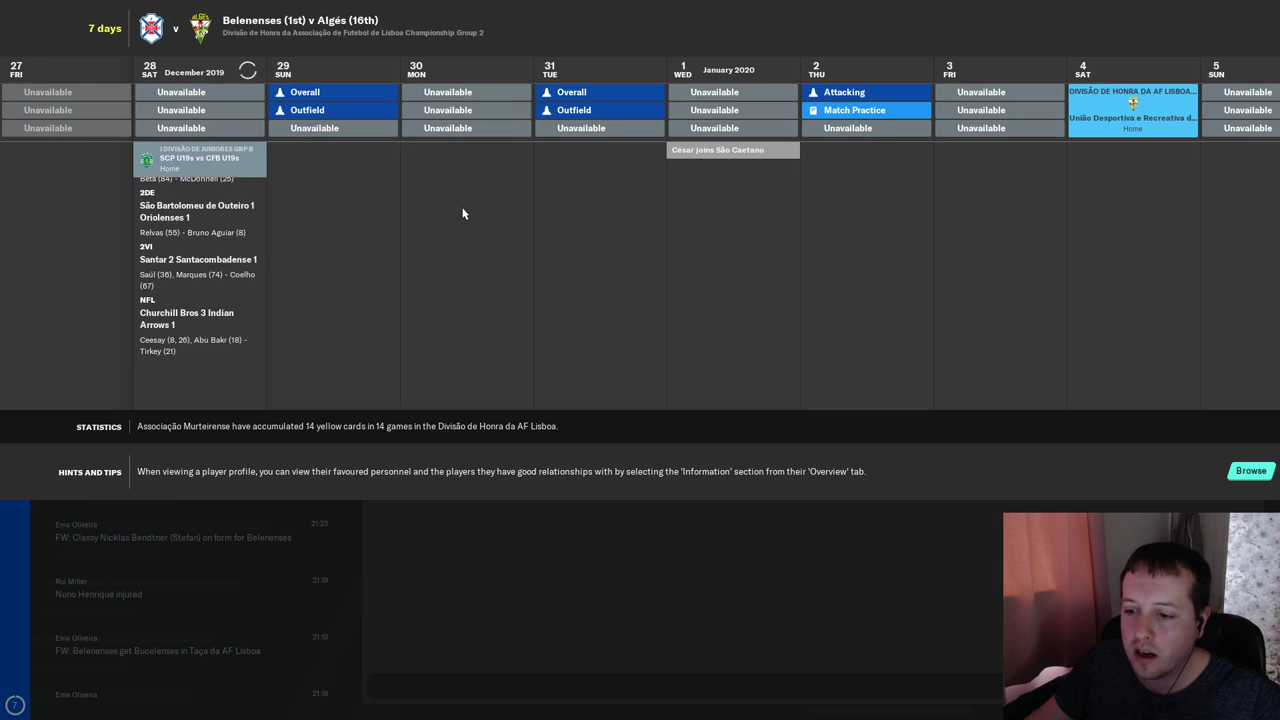 7 days
v
Belenenses (1st) v Algés (16th)
Divisão de Honra da Associação de Futebol de Lisboa Championship Group 2
27 FRI
28 SAT December 2019
29 SUN
30 MON
31 TUE
1 WED January 2020
2 THU
3 FRI
4 SAT
5 SUN
Unavailable Unavailable Overall Unavailable Overall Unavailable Attacking Unavailable DIVISÃO DE HONRA DA AF LISBOA... Unavailable
Unavailable Unavailable Outfield Unavailable Outfield Unavailable Match Practice Unavailable União Desportiva e Recreativa d... Unavailable
Unavailable Unavailable Unavailable Unavailable Unavailable Unavailable Unavailable Unavailable Home Unavailable
I DIVISÃO DE JUNIORES GRP B
SCP U19s vs CFB U19s
Home
César joins São Caetano
Beta (84) - McDonnell (25)
2DE
São Bartolomeu de Outeiro 1
Oriolenses 1
Relvas (55) - Bruno Aguiar (8)
2VI
Santar 2 Santacombadense 1
Saúl (36), Marques (74) - Coelho
(67)
NFL
Churchill Bros 3 Indian
Arrows 1
Ceesay (8, 26), Abu Bakr (18) -
Tirkey (21)
STATISTICS Associação Murteirense have accumulated 14 yellow cards in 14 games in the Divisão de Honra da AF Lisboa.
HINTS AND TIPS When viewing a player profile, you can view their favoured personnel and the players they have good relationships with by selecting the 'Information' section from their 'Overview' tab.
Browse
Ema Oliveira 21:23
FW: Classy Nicklas Bendtner (Stefan) on form for Belenenses
Rui Miller 21:19
Nuno Henrique injured
Ema Oliveira 21:19
FW: Belenenses get Bucelenses in Taça da AF Lisboa
Ema Oliveira 21:18
7